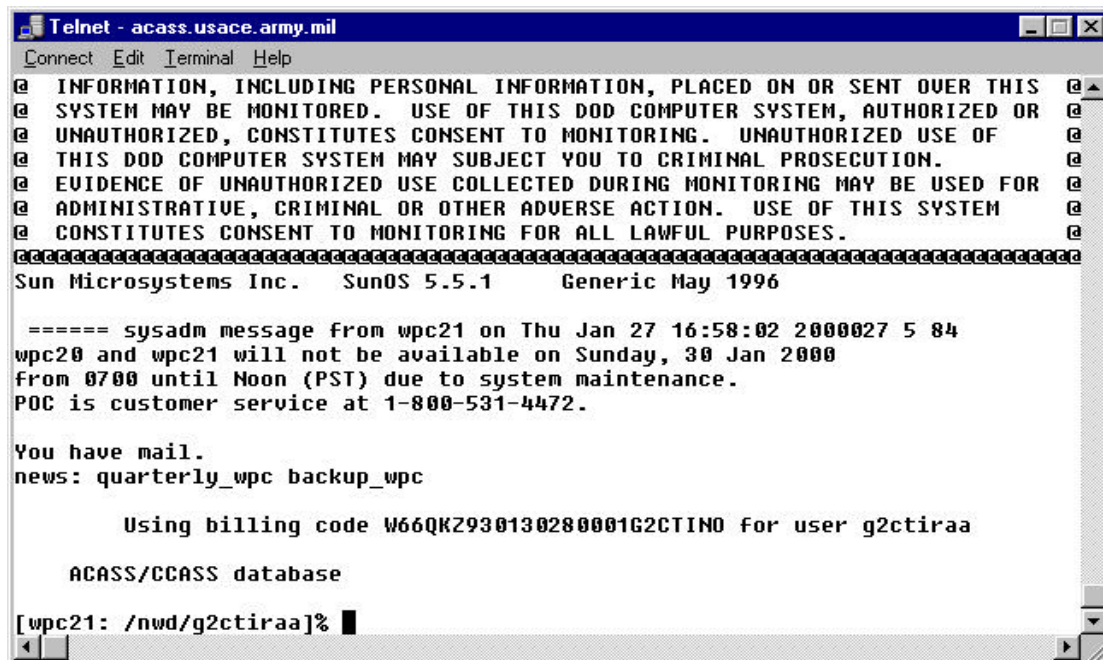 Telnet - acass.usace.army.mil
Connect Edit Terminal Help
@ INFORMATION, INCLUDING PERSONAL INFORMATION, PLACED ON OR SENT OVER THIS @
@ SYSTEM MAY BE MONITORED. USE OF THIS DOD COMPUTER SYSTEM, AUTHORIZED OR @
@ UNAUTHORIZED, CONSTITUTES CONSENT TO MONITORING. UNAUTHORIZED USE OF @
@ THIS DOD COMPUTER SYSTEM MAY SUBJECT YOU TO CRIMINAL PROSECUTION. @
@ EVIDENCE OF UNAUTHORIZED USE COLLECTED DURING MONITORING MAY BE USED FOR @
@ ADMINISTRATIVE, CRIMINAL OR OTHER ADVERSE ACTION. USE OF THIS SYSTEM @
@ CONSTITUTES CONSENT TO MONITORING FOR ALL LAWFUL PURPOSES. @
@@@@@@@@@@@@@@@@@@@@@@@@@@@@@@@@@@@@@@@@@@@@@@@@@@@@@@@@@@@@@@@@@@@@@@@@@@@@@@
Sun Microsystems Inc. SunOS 5.5.1 Generic May 1996
====== sysadm message from wpc21 on Thu Jan 27 16:58:02 2000027 5 84
wpc20 and wpc21 will not be available on Sunday, 30 Jan 2000
from 0700 until Noon (PST) due to system maintenance.
POC is customer service at 1-800-531-4472.
You have mail.
news: quarterly_wpc backup_wpc
Using billing code W66QKZ930130280001G2CTINO for user g2ctiraa
ACASS/CCASS database
[wpc21: /nwd/g2ctiraa]%